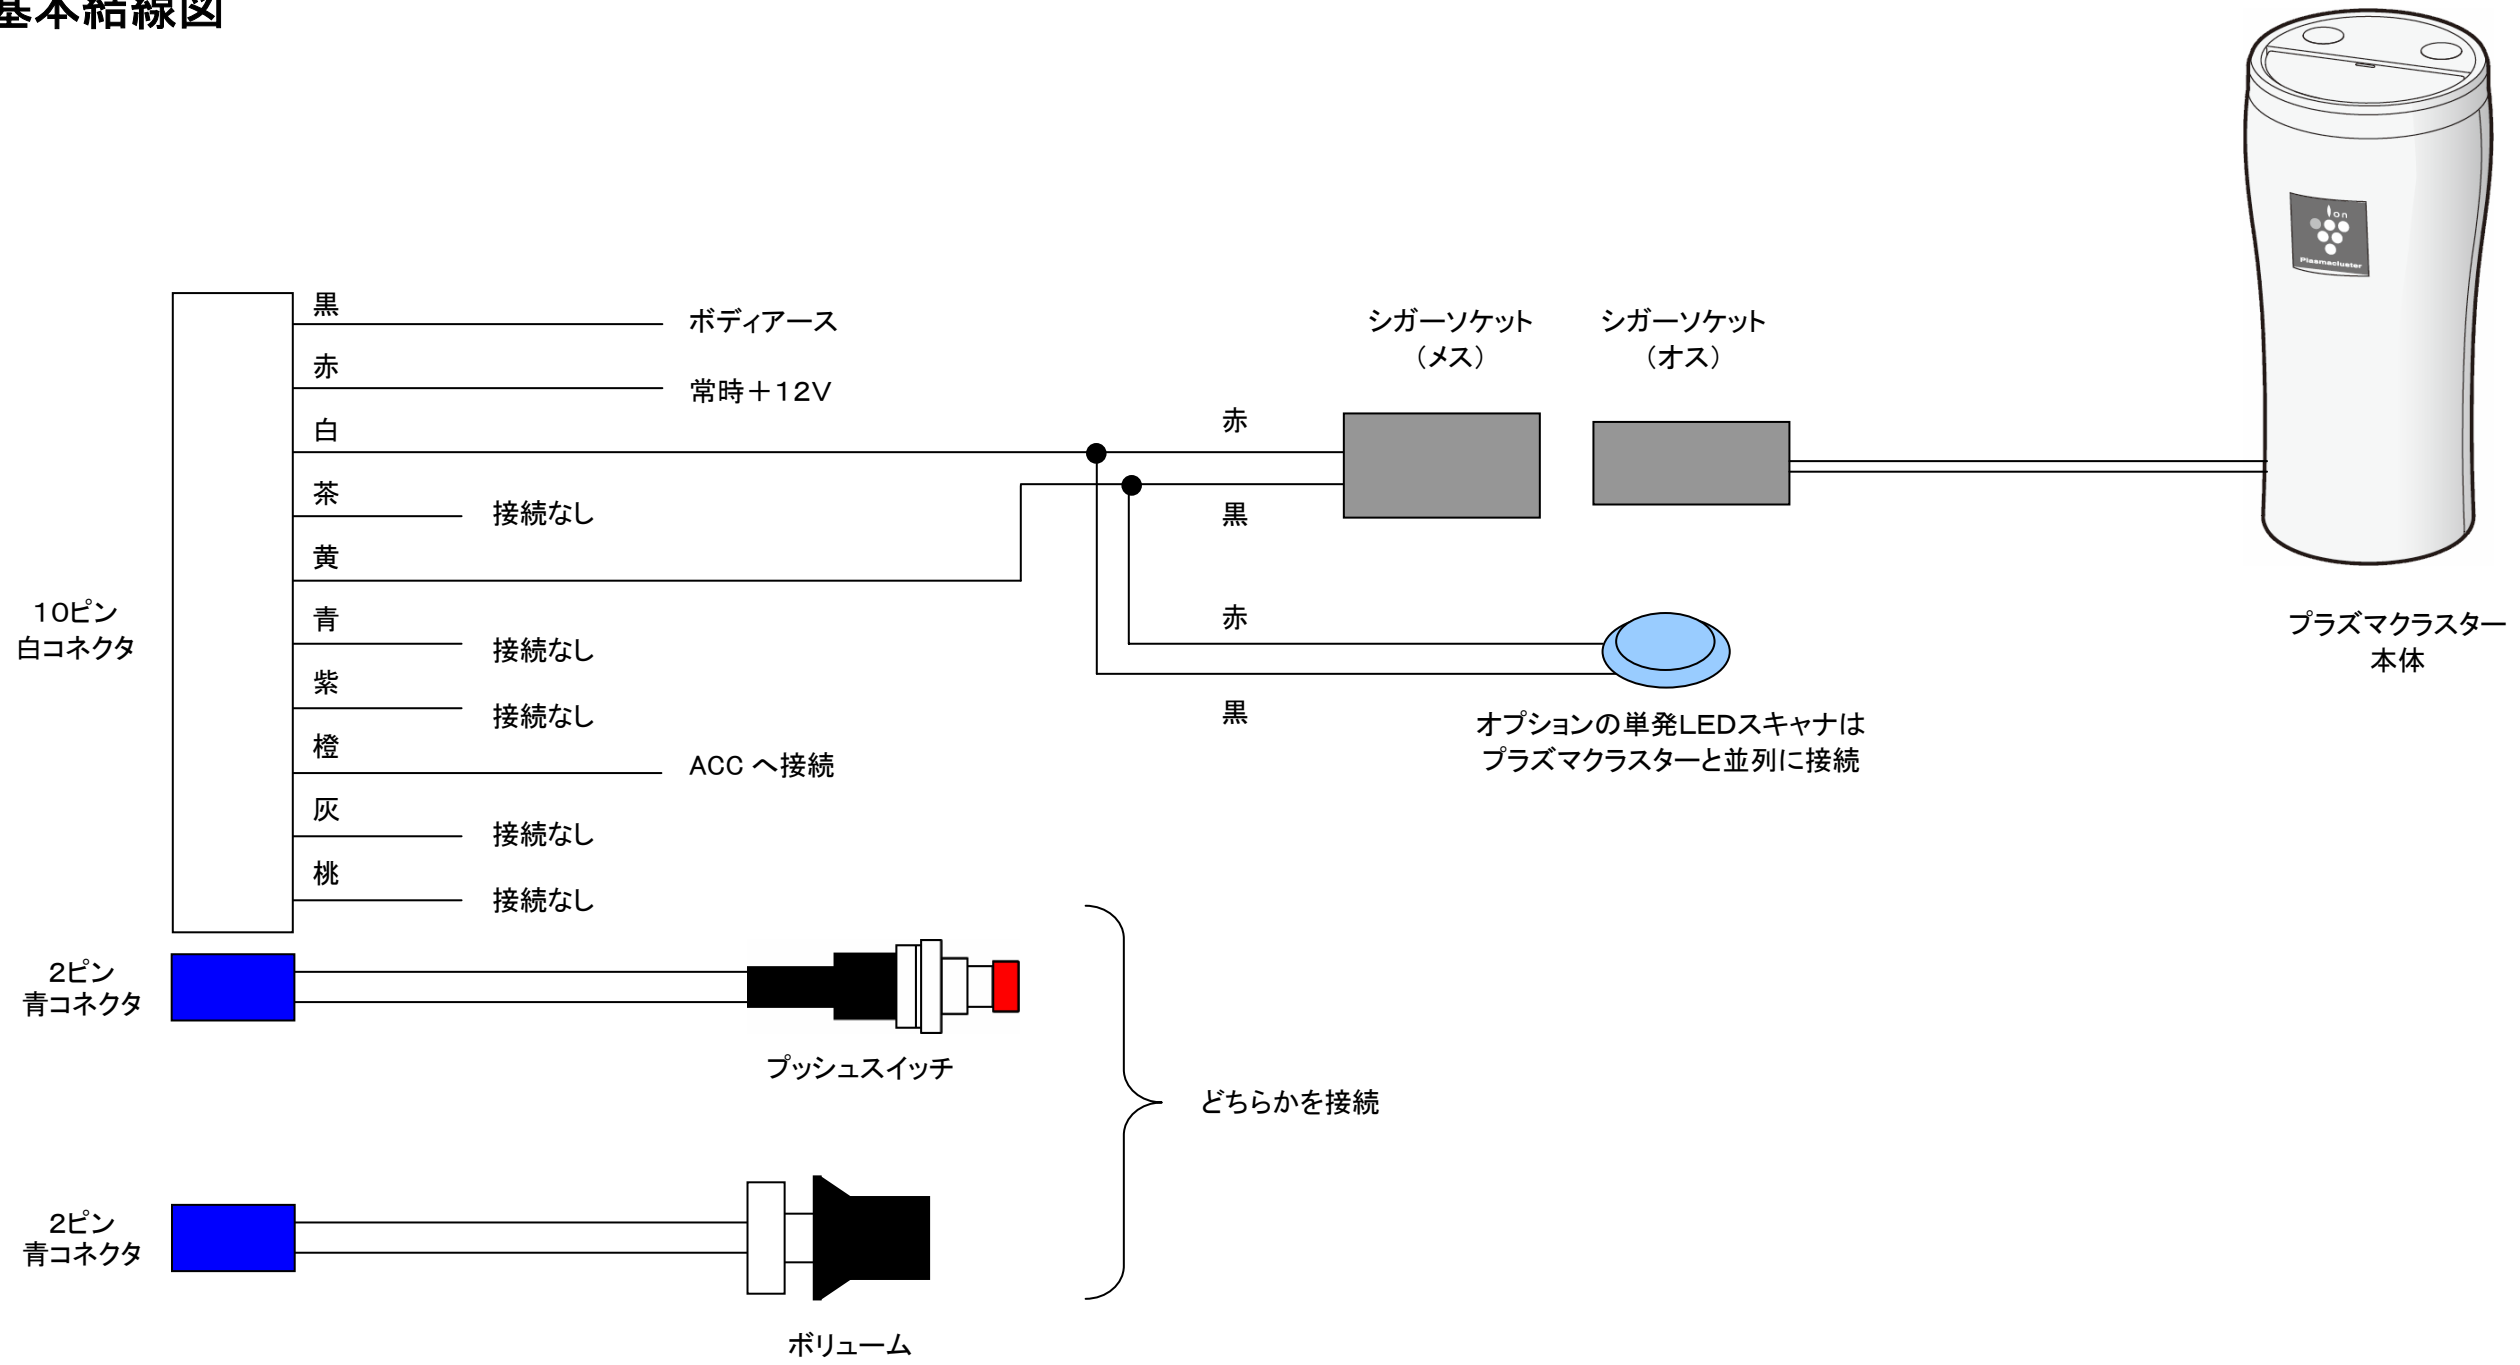 基本結線図
黒
ボディアース
赤
常時＋１２Ｖ
白
茶
接続なし
黄
青
接続なし
紫
接続なし
橙
ACC へ接続
灰
接続なし
桃
接続なし
１０ピン
白コネクタ
シガーソケット
（メス）
シガーソケット
（オス）
赤
黒
赤
黒
オプションの単発ＬＥＤスキャナは
プラズマクラスターと並列に接続
Ion
Plasmacluster
プラズマクラスター
本体
２ピン
青コネクタ
プッシュスイッチ
どちらかを接続
２ピン
青コネクタ
ボリューム